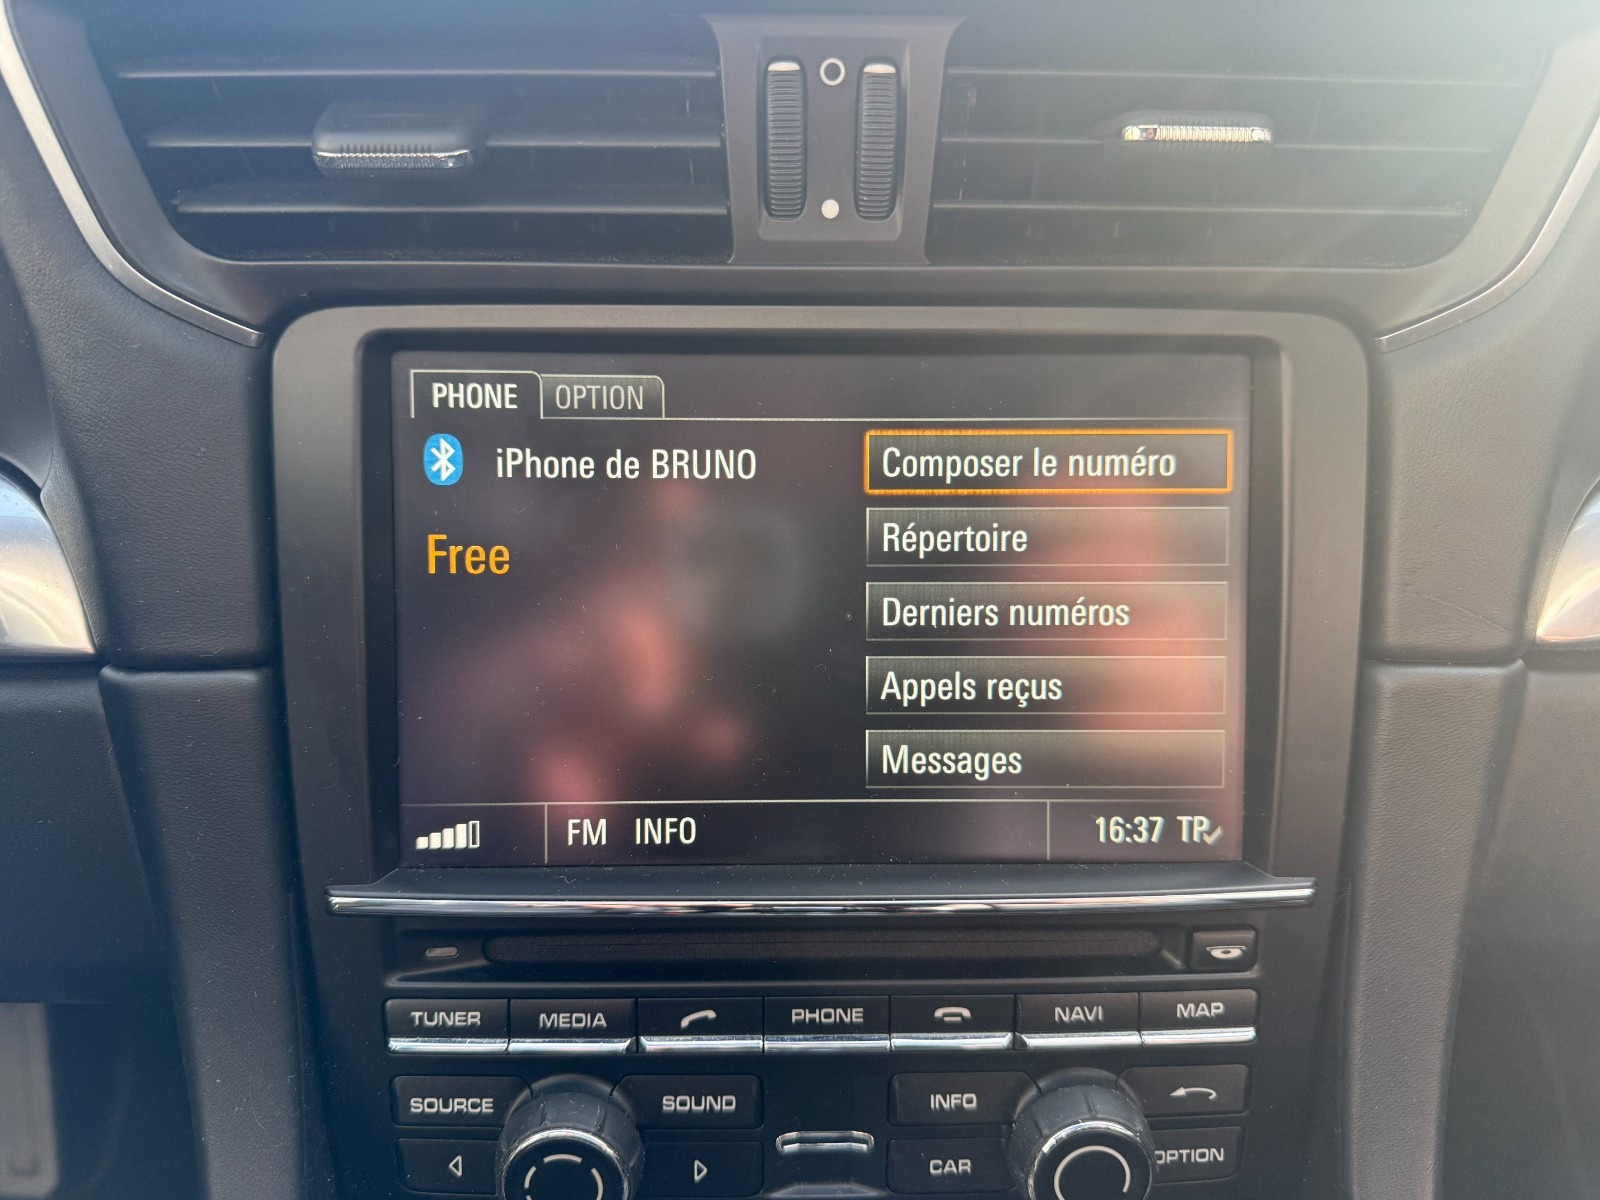 PHONE OPTION
iPhone de BRUNO
Free
Composer le numéro
Répertoire
Derniers numéros
Appels reçus
Messages
FM INFO
16:37 TP
TUNER MEDIA PHONE NAVI MAP
SOURCE SOUND INFO
CAR OPTION